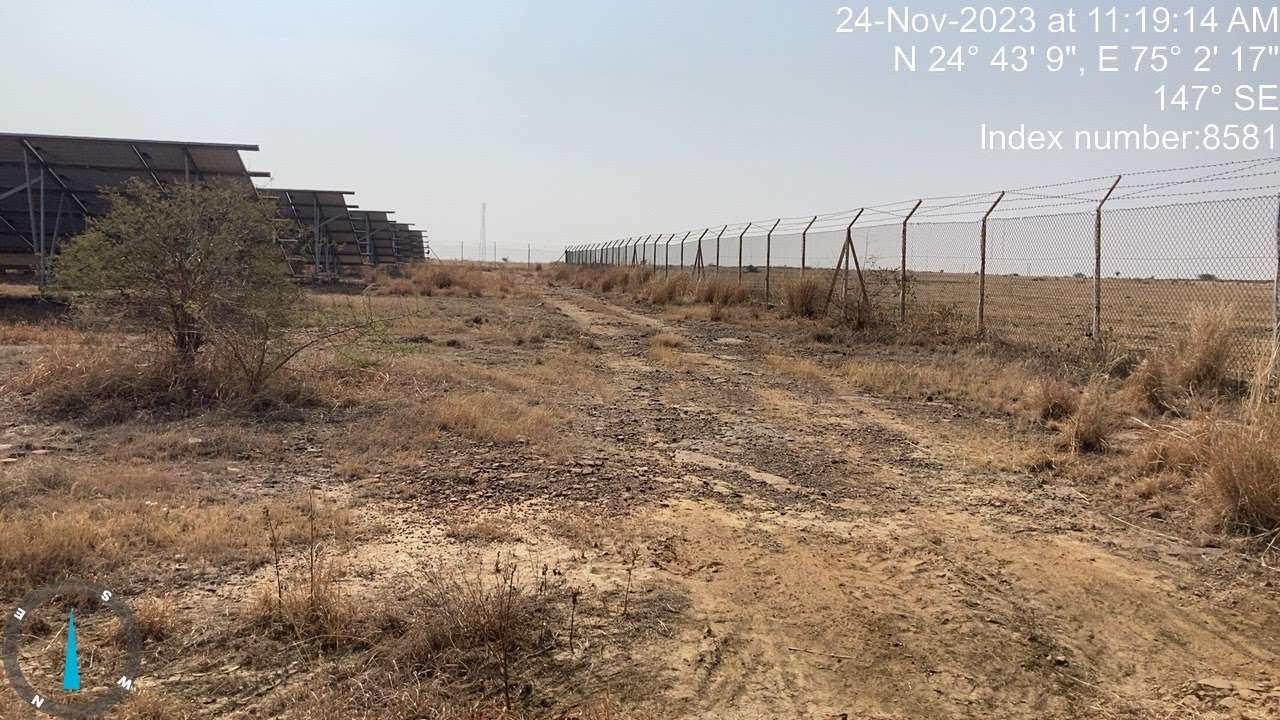 24-Nov-2023 at 11:19:14 AM
N 24° 43' 9", E 75° 2' 17"
147° SE
Index number:8581
S
E
W
N